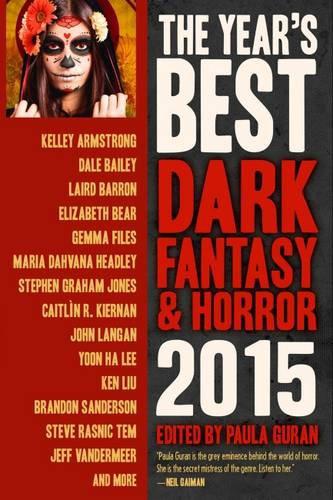 THE YEAR'S
BEST
DARK
FANTASY
& HORROR
2015
EDITED BY PAULA GURAN
"Paula Guran is the grey eminence behind the world of horror.
She is the secret mistress of the genre. Listen to her."
—NEIL GAIMAN
KELLEY ARMSTRONG
DALE BAILEY
LAIRD BARRON
ELIZABETH BEAR
GEMMA FILES
MARIA DAHVANA HEADLEY
STEPHEN GRAHAM JONES
CAITLÌN R. KIERNAN
JOHN LANGAN
YOON HA LEE
KEN LIU
BRANDON SANDERSON
STEVE RASNIC TEM
JEFF VANDERMEER
AND MORE